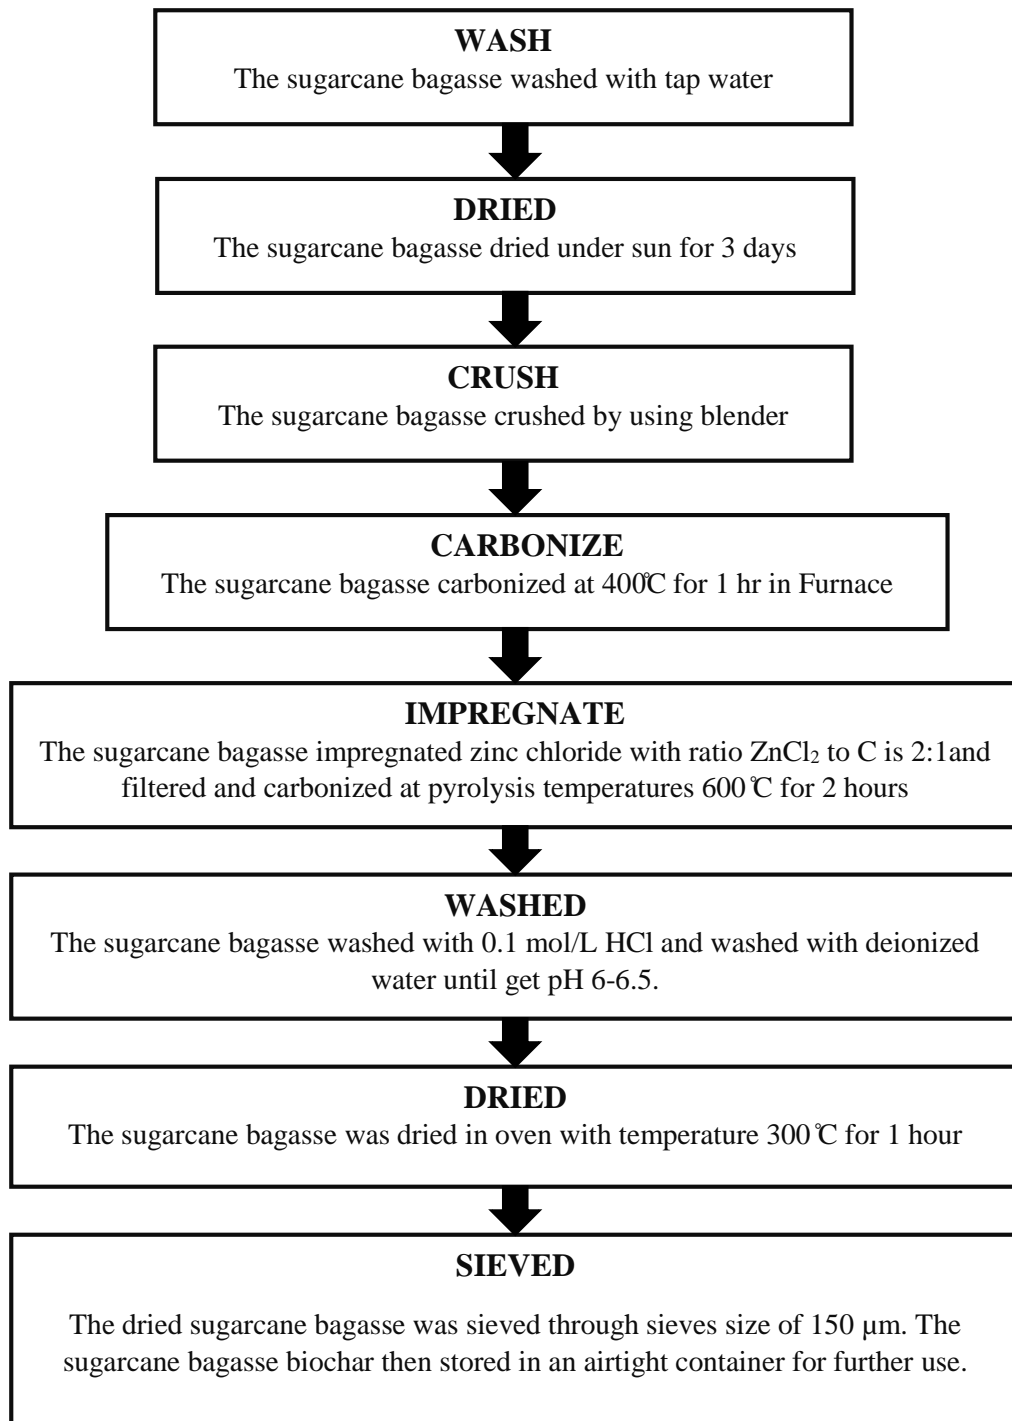 WASH
The sugarcane bagasse washed with tap water
DRIED
The sugarcane bagasse dried under sun for 3 days
CRUSH
The sugarcane bagasse crushed by using blender
CARBONIZE
The sugarcane bagasse carbonized at 400℃ for 1 hr in Furnace
IMPREGNATE
The sugarcane bagasse impregnated zinc chloride with ratio ZnCl₂ to C is 2:1and
filtered and carbonized at pyrolysis temperatures 600℃ for 2 hours
WASHED
The sugarcane bagasse washed with 0.1 mol/L HCl and washed with deionized
water until get pH 6-6.5.
DRIED
The sugarcane bagasse was dried in oven with temperature 300℃ for 1 hour
SIEVED
The dried sugarcane bagasse was sieved through sieves size of 150 µm. The
sugarcane bagasse biochar then stored in an airtight container for further use.